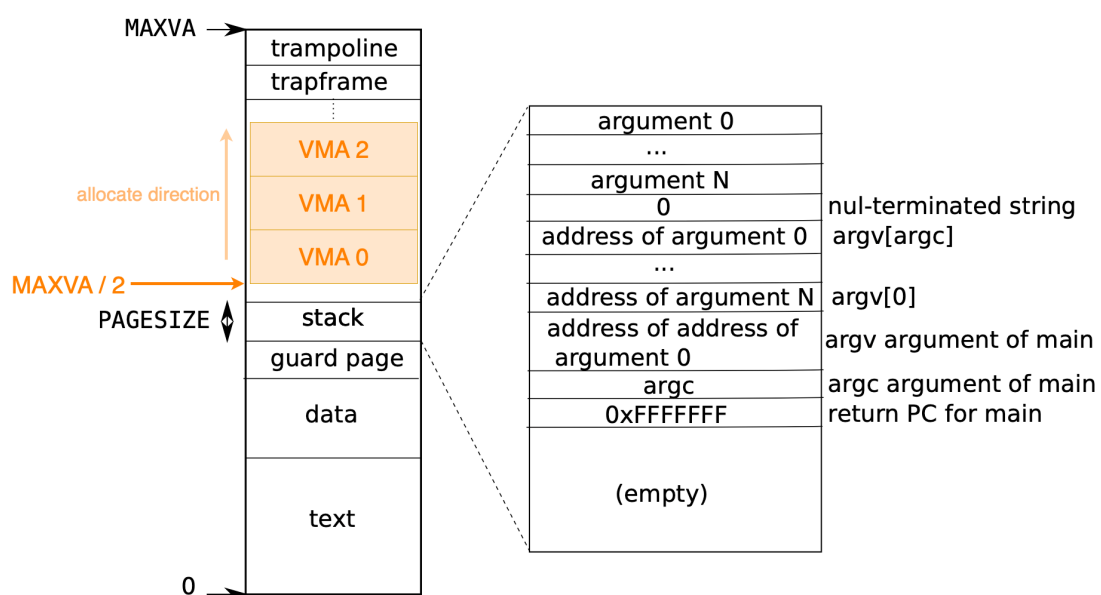 MAXVA
trampoline
trapframe
VMA 2
allocate direction
VMA 1
VMA 0
MAXVA / 2
PAGESIZE
stack
guard page
data
text
0
argument 0
...
argument N
0
nul-terminated string
address of argument 0
argv[argc]
...
address of argument N
argv[0]
address of address of
argument 0
argv argument of main
argc
argc argument of main
0xFFFFFFF
return PC for main
(empty)